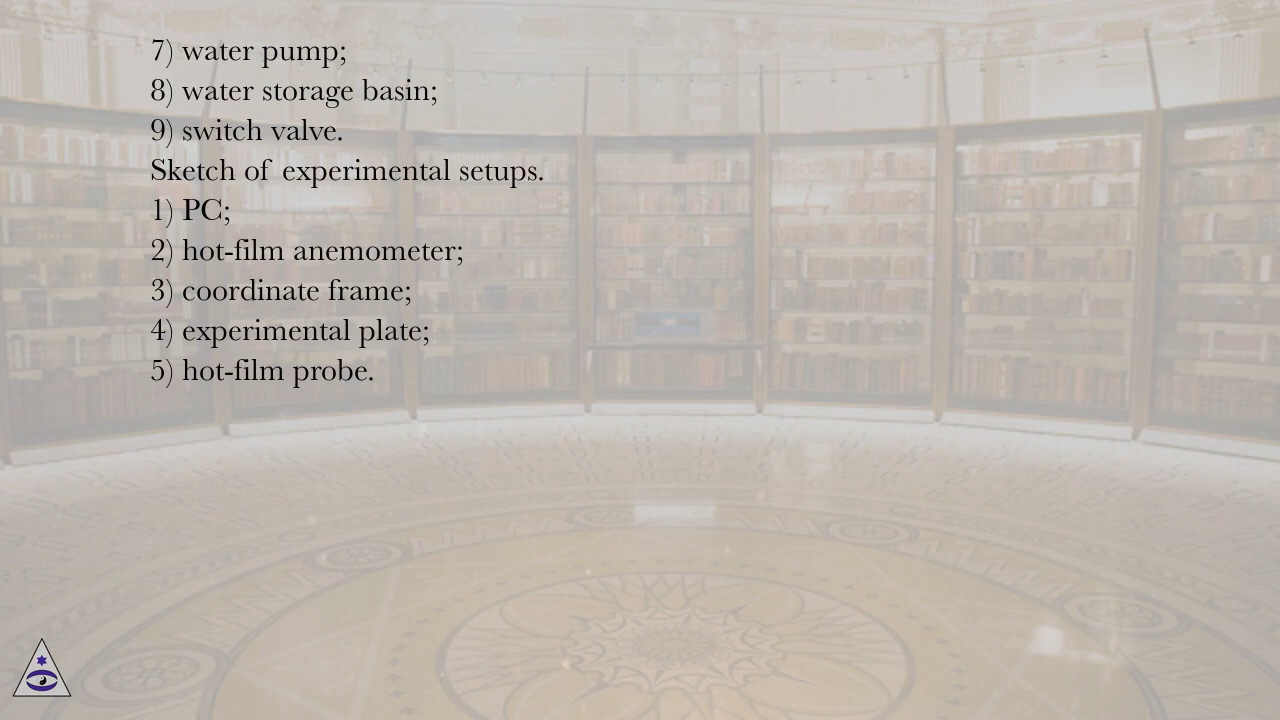 7) water pump;
8) water storage basin;
9) switch valve.
Sketch of experimental setups.
1) PC;
2) hot-film anemometer;
3) coordinate frame;
4) experimental plate;
5) hot-film probe.